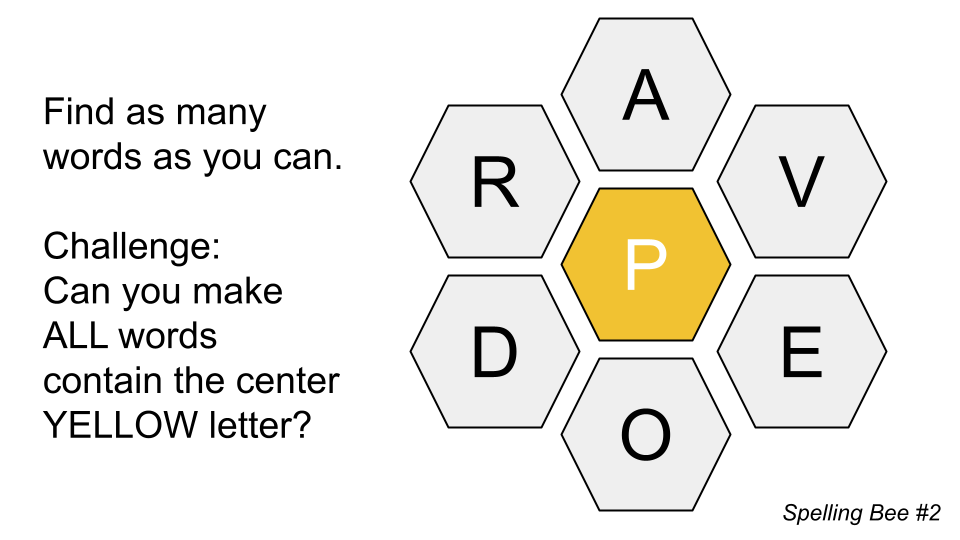 Find as many
words as you can.
Challenge:
Can you make
ALL words
contain the center
YELLOW letter?
A
R
V
P
D
E
O
Spelling Bee #2